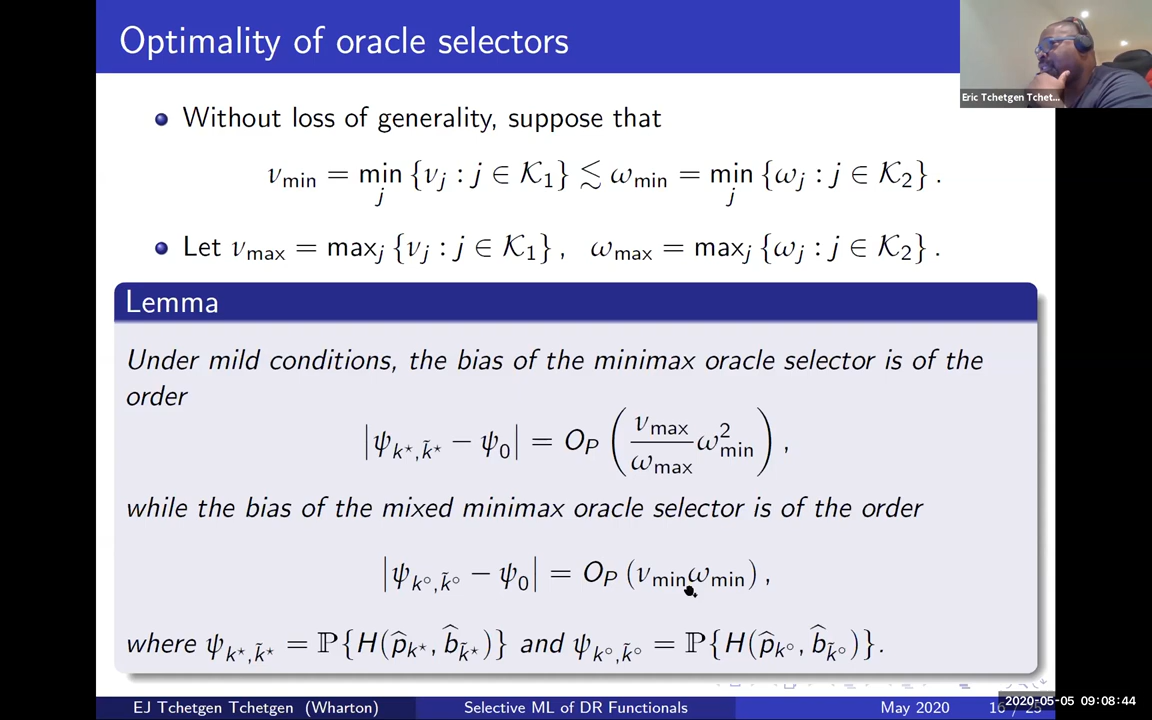 Optimality of oracle selectors
Eric Tchetgen Tchet...
Without loss of generality, suppose that
ν_min = min_j {ν_j : j ∈ 𝒦_1} ≲ ω_min = min_j {ω_j : j ∈ 𝒦_2} .
Let ν_max = max_j {ν_j : j ∈ 𝒦_1} , ω_max = max_j {ω_j : j ∈ 𝒦_2} .
Lemma
Under mild conditions, the bias of the minimax oracle selector is of the
order
|ψ_{k⋆,k̃⋆} − ψ_0| = O_P (ν_max/ω_max ω²_min) ,
while the bias of the mixed minimax oracle selector is of the order
|ψ_{k°,k̃°} − ψ_0| = O_P (ν_min ω_min) ,
where ψ_{k⋆,k̃⋆} = ℙ{H(p̂_{k⋆}, b̂_{k̃⋆})} and ψ_{k°,k̃°} = ℙ{H(p̂_{k°}, b̂_{k̃°})}.
EJ Tchetgen Tchetgen (Wharton) Selective ML of DR Functionals May 2020
2020-05-05 09:08:44